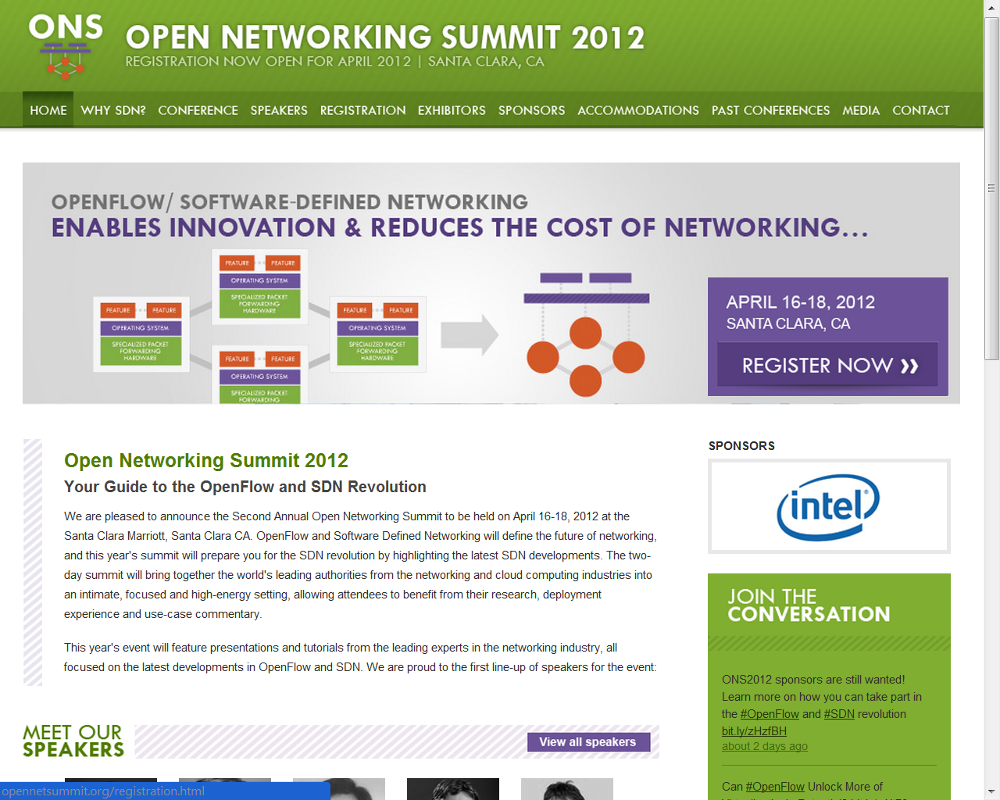 ONS
OPEN NETWORKING SUMMIT 2012
REGISTRATION NOW OPEN FOR APRIL 2012 | SANTA CLARA, CA
HOME WHY SDN? CONFERENCE SPEAKERS REGISTRATION EXHIBITORS SPONSORS ACCOMMODATIONS PAST CONFERENCES MEDIA CONTACT
OPENFLOW/ SOFTWARE-DEFINED NETWORKING
ENABLES INNOVATION & REDUCES THE COST OF NETWORKING...
FEATURE FEATURE
OPERATING SYSTEM
SPECIALIZED PACKET
FORWARDING
HARDWARE
FEATURE FEATURE
OPERATING SYSTEM
SPECIALIZED PACKET
FORWARDING
HARDWARE
FEATURE FEATURE
OPERATING SYSTEM
SPECIALIZED PACKET
FORWARDING
HARDWARE
FEATURE FEATURE
OPERATING SYSTEM
SPECIALIZED PACKET
FORWARDING
APRIL 16-18, 2012
SANTA CLARA, CA
REGISTER NOW »
Open Networking Summit 2012
Your Guide to the OpenFlow and SDN Revolution
We are pleased to announce the Second Annual Open Networking Summit to be held on April 16-18, 2012 at the
Santa Clara Marriott, Santa Clara CA. OpenFlow and Software Defined Networking will define the future of networking,
and this year's summit will prepare you for the SDN revolution by highlighting the latest SDN developments. The two-
day summit will bring together the world's leading authorities from the networking and cloud computing industries into
an intimate, focused and high-energy setting, allowing attendees to benefit from their research, deployment
experience and use-case commentary.
This year's event will feature presentations and tutorials from the leading experts in the networking industry, all
focused on the latest developments in OpenFlow and SDN. We are proud to the first line-up of speakers for the event:
MEET OUR
SPEAKERS
View all speakers
SPONSORS
intel
JOIN THE
CONVERSATION
ONS2012 sponsors are still wanted!
Learn more on how you can take part in
the #OpenFlow and #SDN revolution
bit.ly/zHzfBH
about 2 days ago
Can #OpenFlow Unlock More of
opennetsummit.org/registration.html